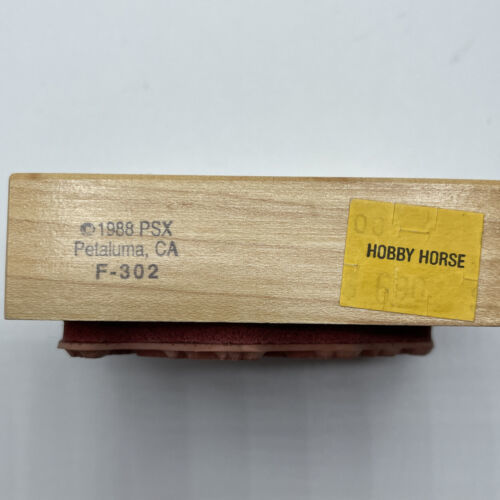 ©1988 PSX
Petaluma, CA
F-302
HOBBY HORSE